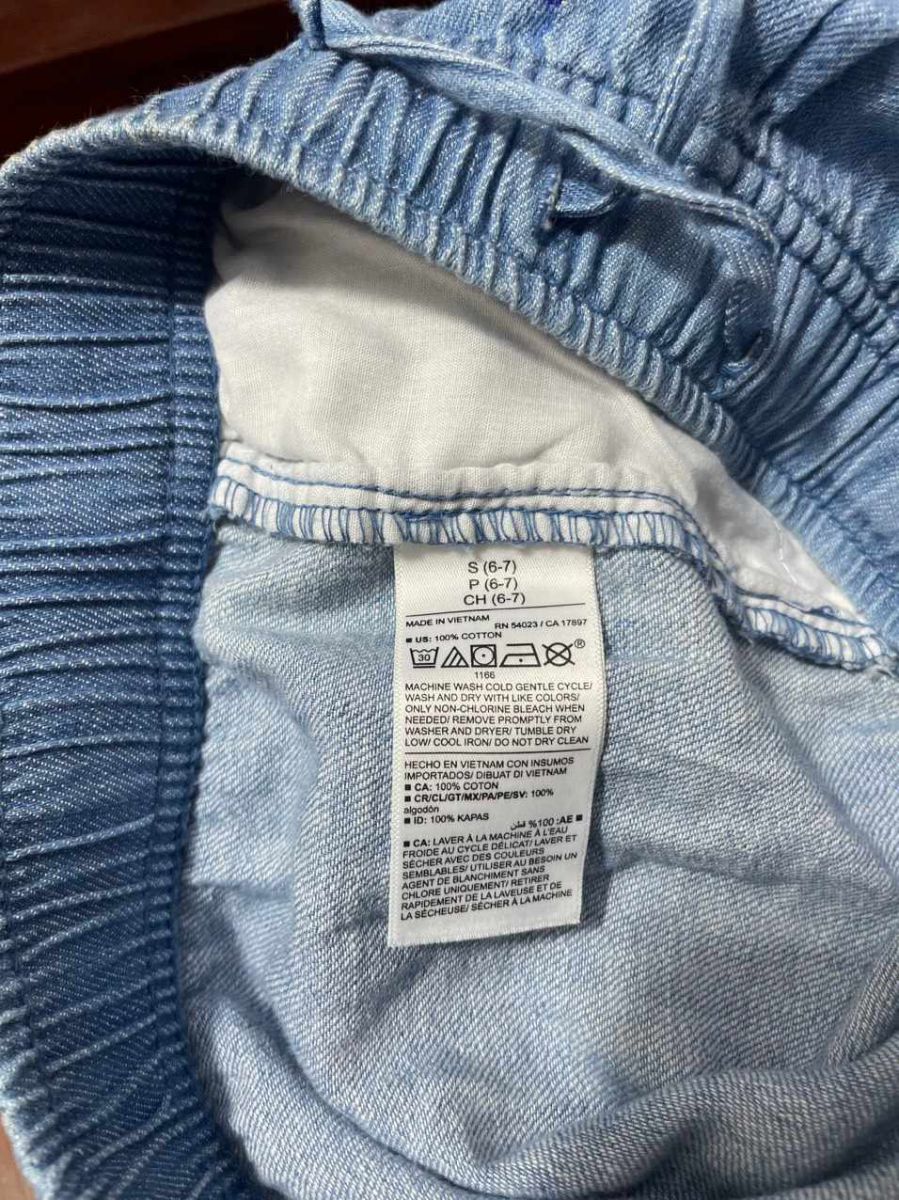 S (6-7)
P (6-7)
CH (6-7)
MADE IN VIETNAM RN 54023 / CA 17897
■ US: 100% COTTON
30 ®
1166
MACHINE WASH COLD GENTLE CYCLE/
WASH AND DRY WITH LIKE COLORS/
ONLY NON-CHLORINE BLEACH WHEN
NEEDED/ REMOVE PROMPTLY FROM
WASHER AND DRYER/ TUMBLE DRY
LOW/ COOL IRON/ DO NOT DRY CLEAN
HECHO EN VIETNAM CON INSUMOS
IMPORTADOS/ DIBUAT DI VIETNAM
■ CA: 100% COTON
■ CR/CL/GT/MX/PA/PE/SV: 100%
algodón
■ ID: 100% KAPAS
■ AE: 100% قطن
■ CA: LAVER À LA MACHINE À L'EAU
FROIDE AU CYCLE DÉLICAT/ LAVER ET
SÉCHER AVEC DES COULEURS
SEMBLABLES/ UTILISER AU BESOIN UN
AGENT DE BLANCHIMENT SANS
CHLORE UNIQUEMENT/ RETIRER
RAPIDEMENT DE LA LAVEUSE ET DE
LA SÉCHEUSE/ SÉCHER À LA MACHINE